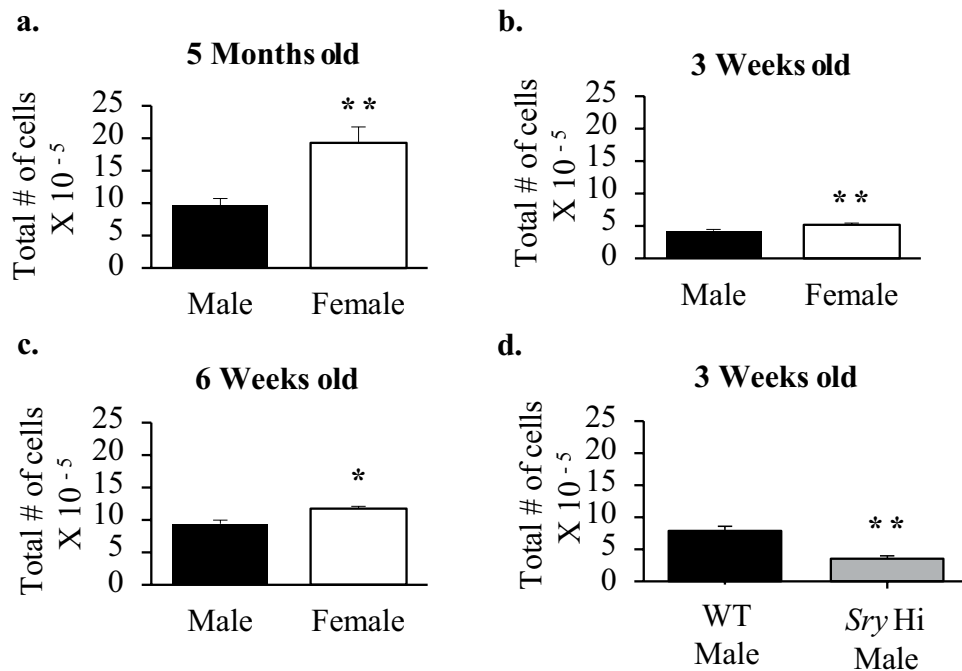 a.
5 Months old
Total # of cells
X 10 - 5
25
20
15
10
5
0
**
Male
Female
b.
3 Weeks old
Total # of cells
X 10 - 5
25
20
15
10
5
0
**
Male
Female
c.
6 Weeks old
Total # of cells
X 10 - 5
25
20
15
10
5
0
*
Male
Female
d.
3 Weeks old
Total # of cells
X 10 - 5
25
20
15
10
5
0
**
WT
Male
Sry Hi
Male